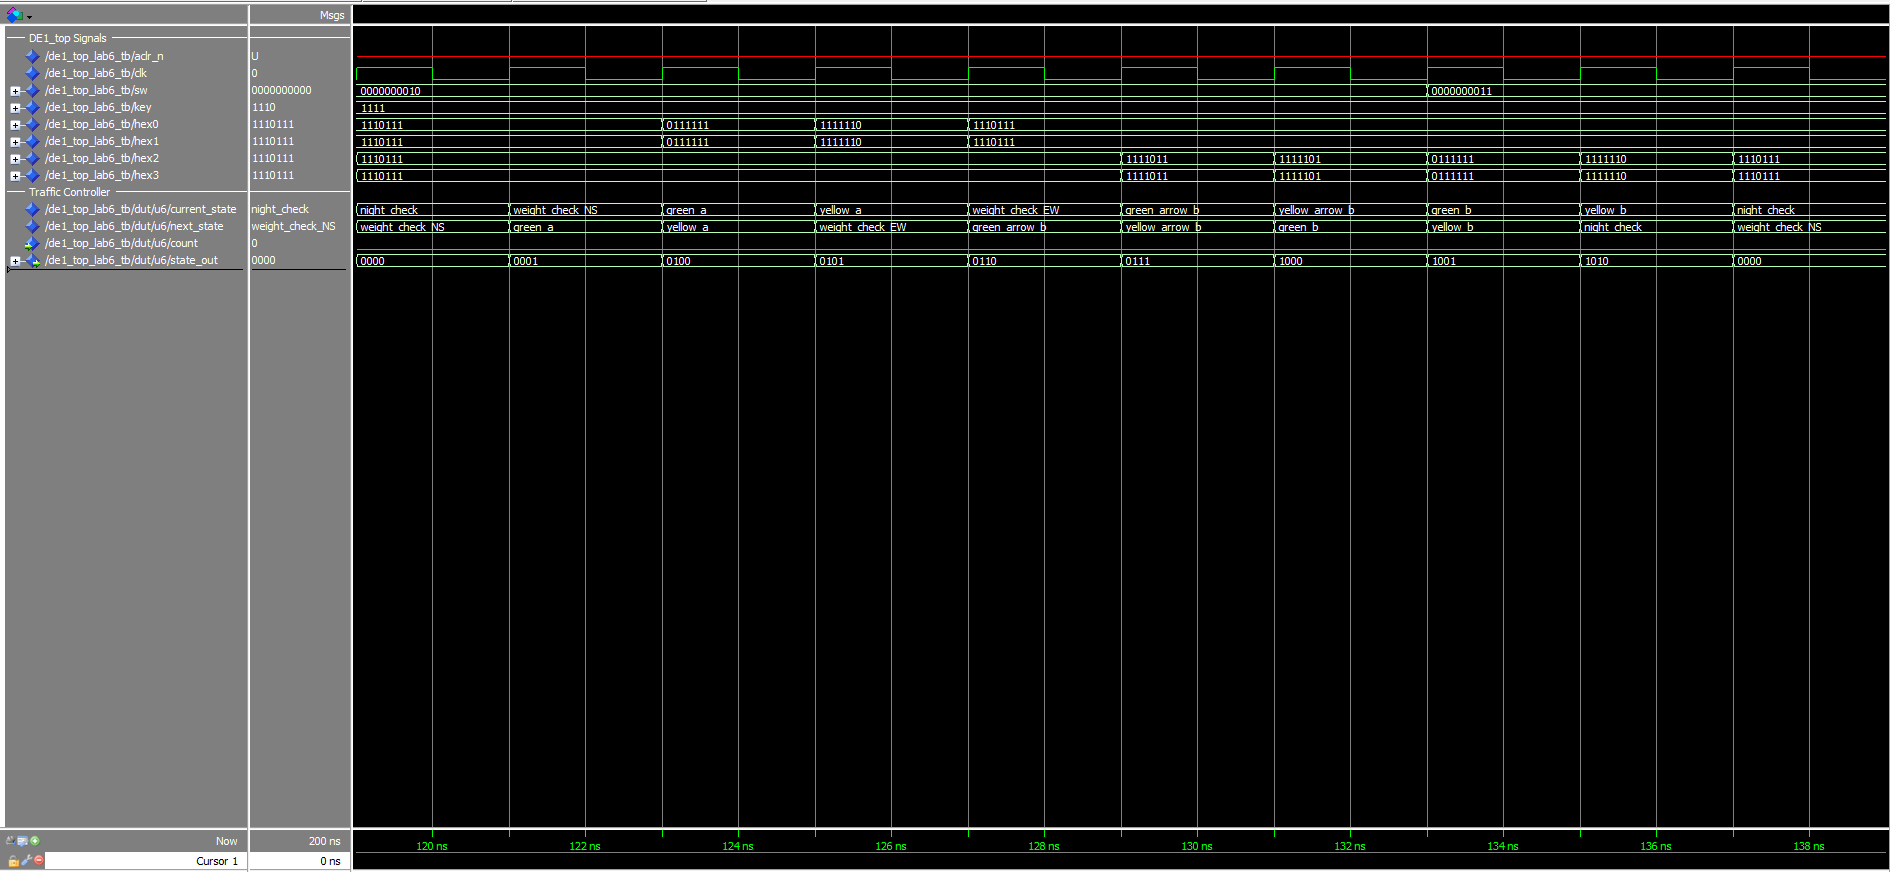 Msgs
DE1_top Signals
/de1_top_lab6_tb/aclr_n U
/de1_top_lab6_tb/clk 0
/de1_top_lab6_tb/sw 0000000000 0000000010 0000000011
/de1_top_lab6_tb/key 1110 1111
/de1_top_lab6_tb/hex0 1110111 1110111 0111111 1111110 1110111
/de1_top_lab6_tb/hex1 1110111 1110111 0111111 1111110 1110111
/de1_top_lab6_tb/hex2 1110111 1110111 1111011 1111101 0111111 1111110 1110111
/de1_top_lab6_tb/hex3 1110111 1110111 1111011 1111101 0111111 1111110 1110111
Traffic Controller
/de1_top_lab6_tb/dut/u6/current_state night_check night_check weight_check_NS green_a yellow_a weight_check_EW green_arrow_b yellow_arrow_b green_b yellow_b night_check
/de1_top_lab6_tb/dut/u6/next_state weight_check_NS weight_check_NS green_a yellow_a weight_check_EW green_arrow_b yellow_arrow_b green_b yellow_b night_check weight_check_NS
/de1_top_lab6_tb/dut/u6/count 0
/de1_top_lab6_tb/dut/u6/state_out 0000 0000 0001 0100 0101 0110 0111 1000 1001 1010 0000
Now 200 ns 120 ns 122 ns 124 ns 126 ns 128 ns 130 ns 132 ns 134 ns 136 ns 138 ns
Cursor 1 0 ns